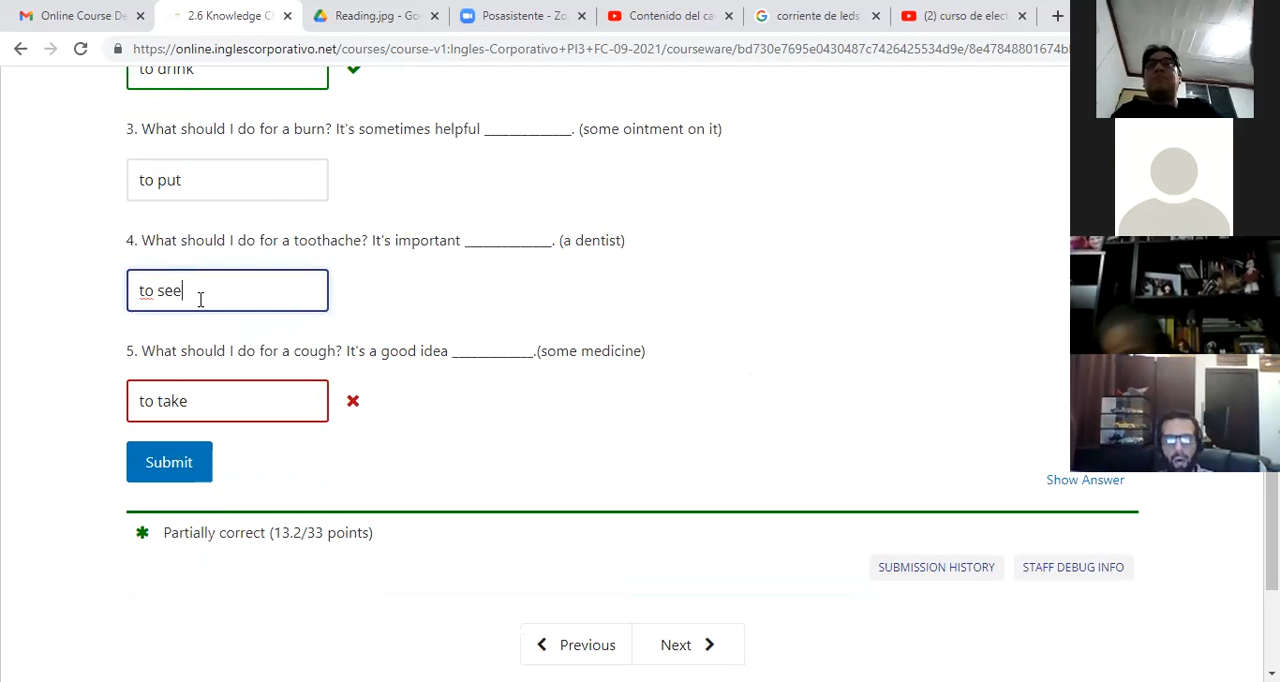 Online Course De
2.6 Knowledge C
Reading.jpg - Go
Posasistente - Zo
Contenido del ca
corriente de leds
(2) curso de elect
https://online.inglescorporativo.net/courses/course-v1:Ingles-Corporativo+PI3+FC-09-2021/courseware/bd730e7695e0430487c7426425534d9e/8e47848801674b
to drink
3. What should I do for a burn? It's sometimes helpful _____________. (some ointment on it)
to put
4. What should I do for a toothache? It's important _____________. (a dentist)
to see
5. What should I do for a cough? It's a good idea ____________.(some medicine)
to take
Submit
Show Answer
Partially correct (13.2/33 points)
SUBMISSION HISTORY
STAFF DEBUG INFO
Previous
Next